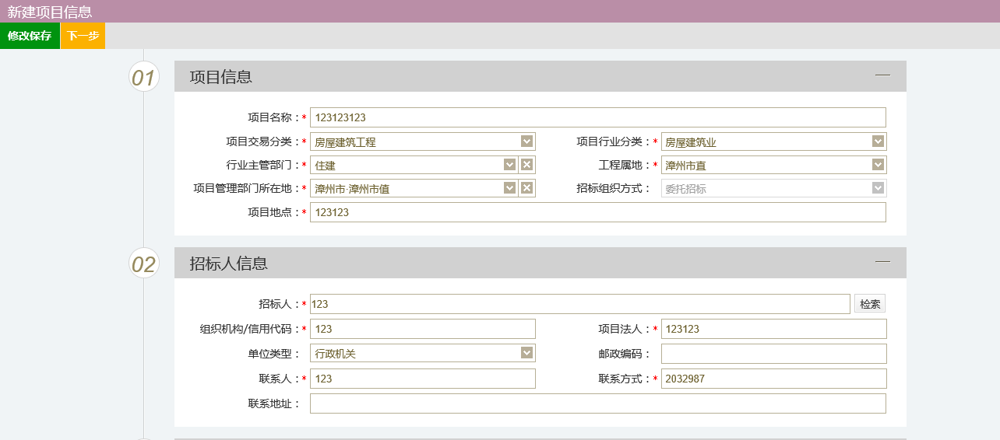 新建项目信息
修改保存 下一步
01 项目信息
项目名称：* 123123123
项目交易分类：* 房屋建筑工程 项目行业分类：* 房屋建筑业
行业主管部门：* 住建 工程属地：* 漳州市直
项目管理部门所在地：* 漳州市·漳州市值 招标组织方式： 委托招标
项目地点：* 123123
02 招标人信息
招标人：* 123 检索
组织机构/信用代码：* 123 项目法人：* 123123
单位类型： 行政机关 邮政编码：
联系人：* 123 联系方式：* 2032987
联系地址：